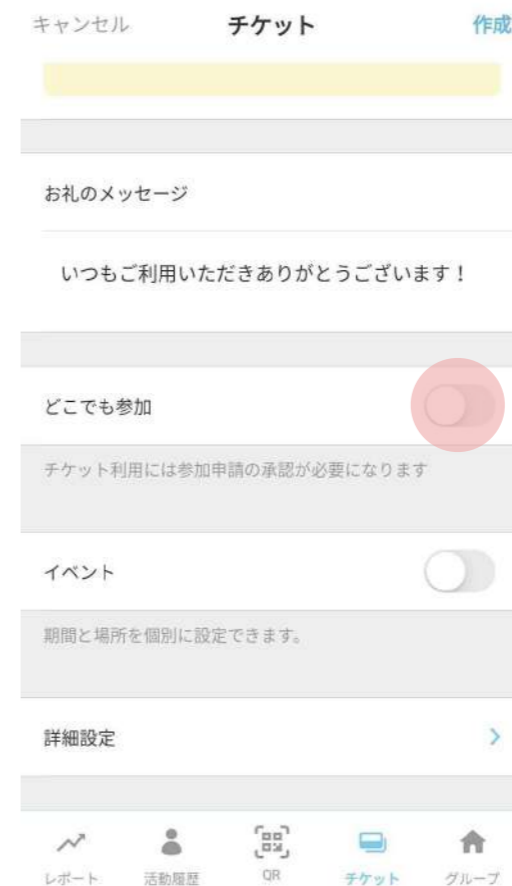 キャンセル チケット 作成
お礼のメッセージ
いつもご利用いただきありがとうございます！
どこでも参加
チケット利用には参加申請の承認が必要になります
イベント
期間と場所を個別に設定できます。
詳細設定
レポート 活動履歴 QR チケット グループ